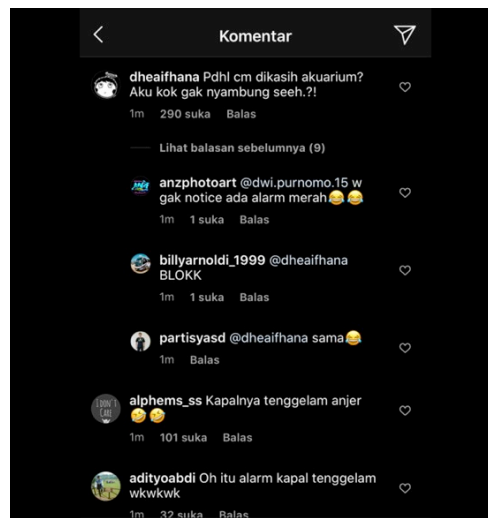 Komentar
dheaifhana Pdhl cm dikasih akuarium?
Aku kok gak nyambung seeh.?!
1m 290 suka Balas
Lihat balasan sebelumnya (9)
anzphotoart @dwi.purnomo.15 w
gak notice ada alarm merah😂😂
1m 1 suka Balas
billyarnoldi_1999 @dheaifhana
BLOKK
1m 1 suka Balas
partisyasd @dheaifhana sama😂
1m Balas
I DON'T
CARE
alphems_ss Kapalnya tenggelam anjer
🤣🤣
1m 101 suka Balas
adityoabdi Oh itu alarm kapal tenggelam
wkwkwk
1m 32 suka Balas